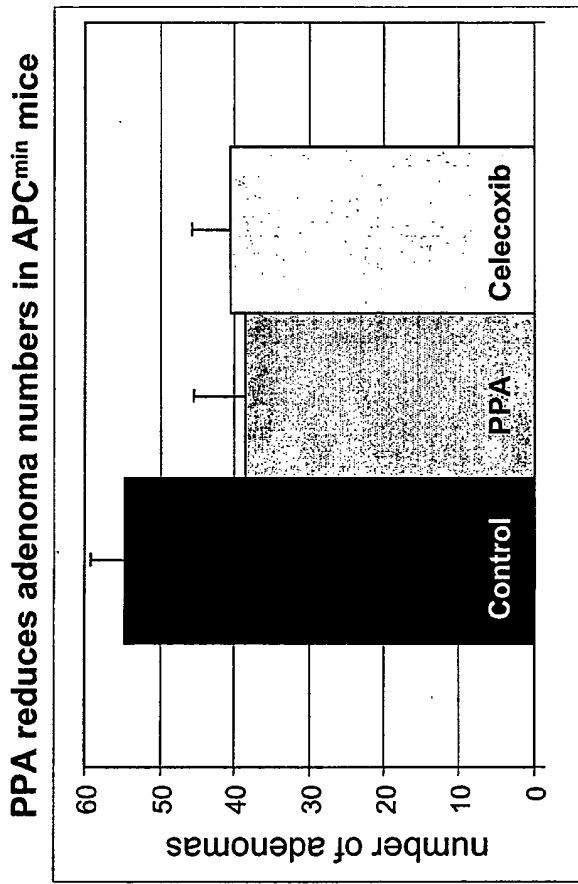 PPA reduces adenoma numbers in APCᵐⁱⁿ mice
number of adenomas
60
50
40
30
20
10
0
Control
PPA
Celecoxib